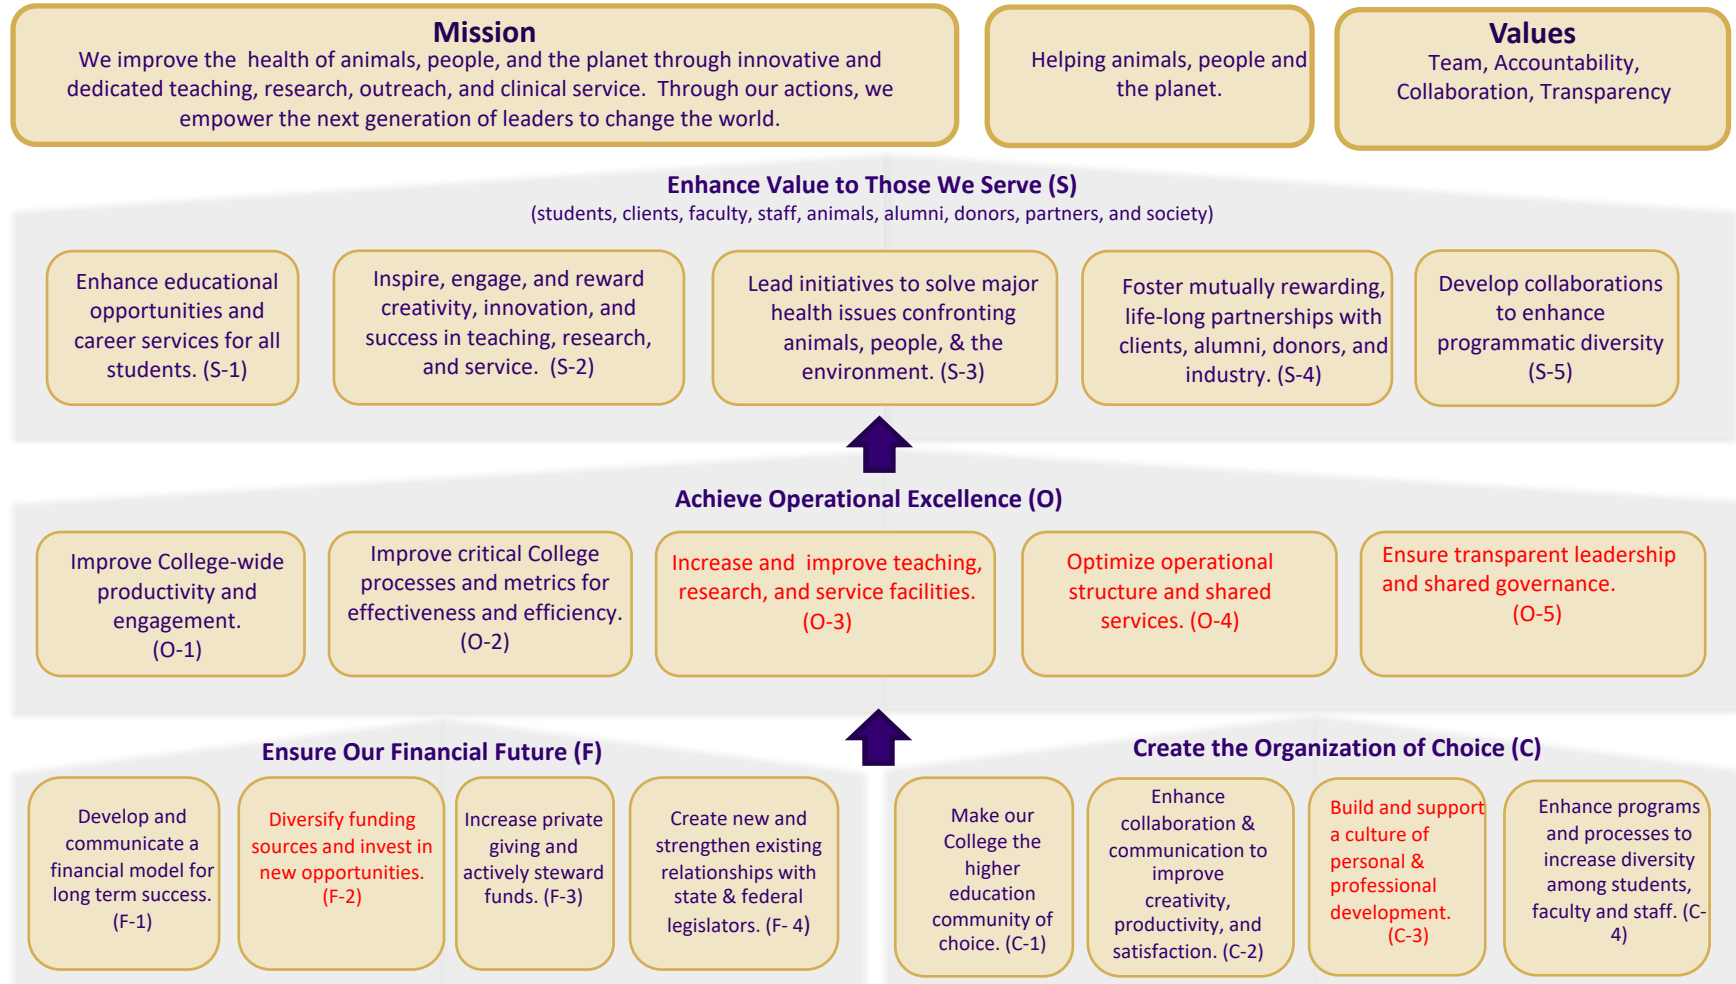 Mission
We improve the  health of animals, people, and the planet through innovative and
dedicated teaching, research, outreach, and clinical service.  Through our actions, we
empower the next generation of leaders to change the world.
Helping animals, people and
the planet.
Values
Team, Accountability,
Collaboration, Transparency
Enhance Value to Those We Serve (S)
(students, clients, faculty, staff, animals, alumni, donors, partners, and society)
Enhance educational
opportunities and
career services for all
students. (S-1)
Inspire, engage, and reward
creativity, innovation, and
success in teaching, research,
and service.  (S-2)
Lead initiatives to solve major
health issues confronting
animals, people, & the
environment. (S-3)
Foster mutually rewarding,
life-long partnerships with
clients, alumni, donors, and
industry. (S-4)
Develop collaborations
to enhance
programmatic diversity
(S-5)
Achieve Operational Excellence (O)
Improve College-wide
productivity and
engagement.
(O-1)
Improve critical College
processes and metrics for
effectiveness and efficiency.
(O-2)
Increase and  improve teaching,
research, and service facilities.
(O-3)
Optimize operational
structure and shared
services. (O-4)
Ensure transparent leadership
and shared governance.
(O-5)
Ensure Our Financial Future (F)
Develop and
communicate a
financial model for
long term success.
(F-1)
Diversify funding
sources and invest in
new opportunities.
(F-2)
Increase private
giving and
actively steward
funds. (F-3)
Create new and
strengthen existing
relationships with
state & federal
legislators. (F- 4)
Create the Organization of Choice (C)
Make our
College the
higher
education
community of
choice. (C-1)
Enhance
collaboration &
communication to
improve
creativity,
productivity, and
satisfaction. (C-2)
Build and support
a culture of
personal &
professional
development.
(C-3)
Enhance programs
and processes to
increase diversity
among students,
faculty and staff. (C-
4)